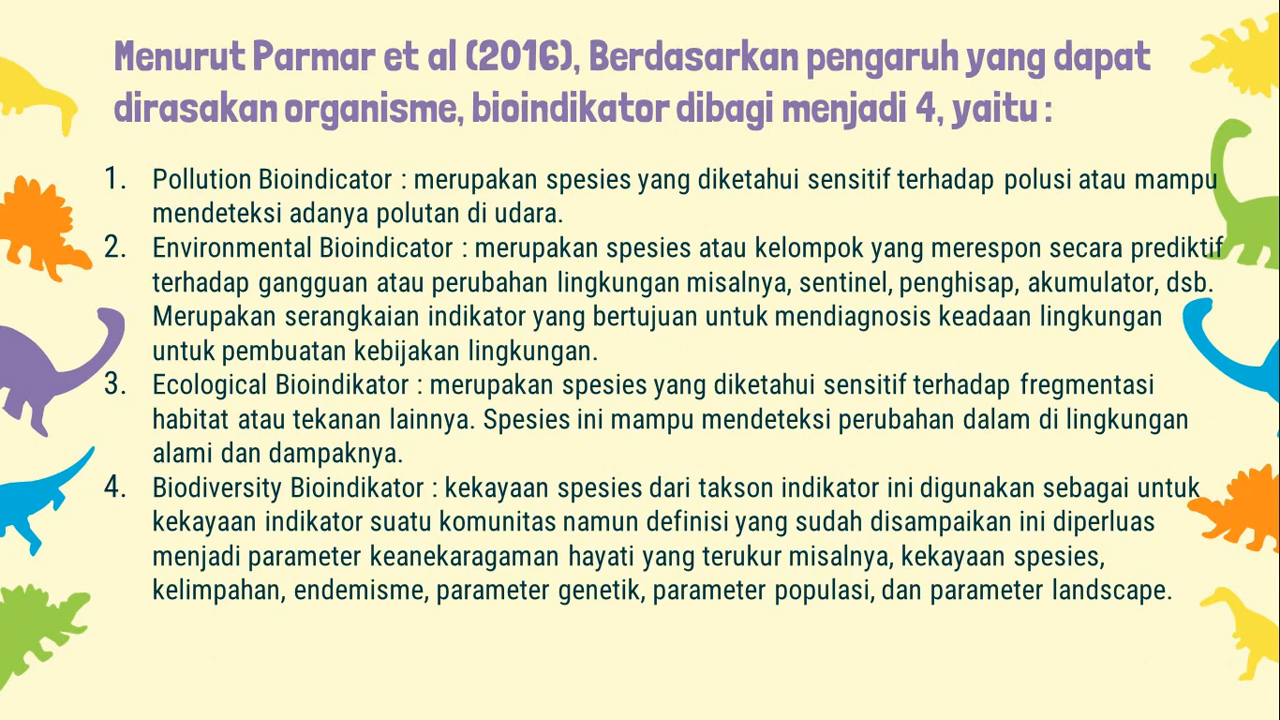 Menurut Parmar et al (2016), Berdasarkan pengaruh yang dapat
dirasakan organisme, bioindikator dibagi menjadi 4, yaitu :
1. Pollution Bioindicator : merupakan spesies yang diketahui sensitif terhadap polusi atau mampu
mendeteksi adanya polutan di udara.
2. Environmental Bioindicator : merupakan spesies atau kelompok yang merespon secara prediktif
terhadap gangguan atau perubahan lingkungan misalnya, sentinel, penghisap, akumulator, dsb.
Merupakan serangkaian indikator yang bertujuan untuk mendiagnosis keadaan lingkungan
untuk pembuatan kebijakan lingkungan.
3. Ecological Bioindikator : merupakan spesies yang diketahui sensitif terhadap fregmentasi
habitat atau tekanan lainnya. Spesies ini mampu mendeteksi perubahan dalam di lingkungan
alami dan dampaknya.
4. Biodiversity Bioindikator : kekayaan spesies dari takson indikator ini digunakan sebagai untuk
kekayaan indikator suatu komunitas namun definisi yang sudah disampaikan ini diperluas
menjadi parameter keanekaragaman hayati yang terukur misalnya, kekayaan spesies,
kelimpahan, endemisme, parameter genetik, parameter populasi, dan parameter landscape.